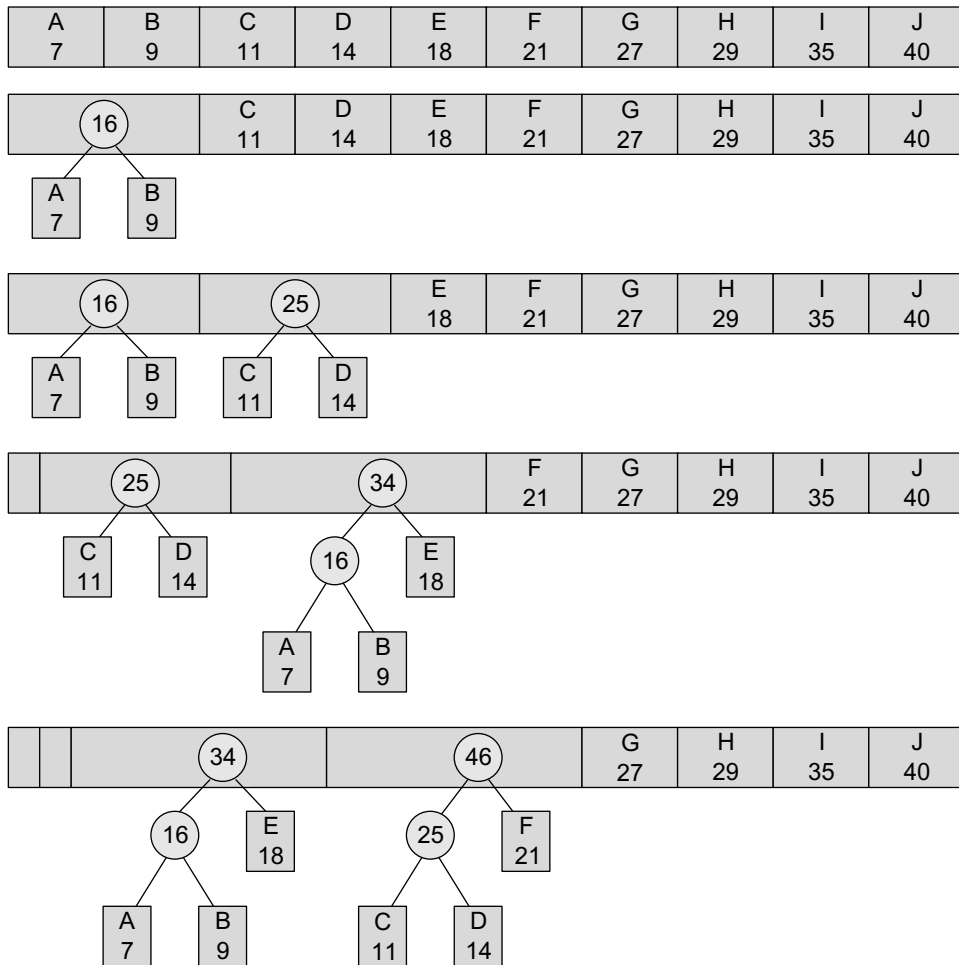 A B C D E F G H I J
7 9 11 14 18 21 27 29 35 40
16 C D E F G H I J
11 14 18 21 27 29 35 40
A B
7 9
16 25 E F G H I J
18 21 27 29 35 40
A B C D
7 9 11 14
25 34 F G H I J
21 27 29 35 40
C D 16 E
11 14 18
A B
7 9
34 46 G H I J
27 29 35 40
16 E 25 F
18 21
A B C D
7 9 11 14